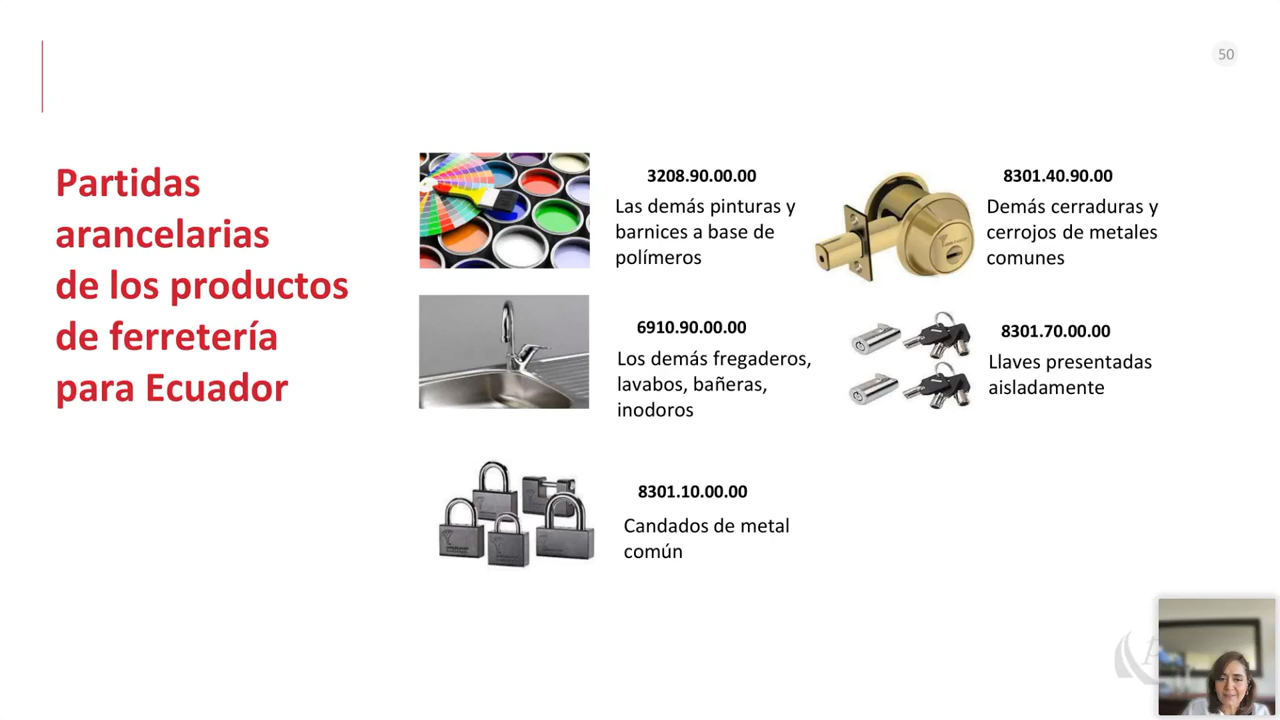 50
Partidas
arancelarias
de los productos
de ferretería
para Ecuador
3208.90.00.00
Las demás pinturas y
barnices a base de
polímeros
8301.40.90.00
Demás cerraduras y
cerrojos de metales
comunes
6910.90.00.00
Los demás fregaderos,
lavabos, bañeras,
inodoros
8301.70.00.00
Llaves presentadas
aisladamente
8301.10.00.00
Candados de metal
común